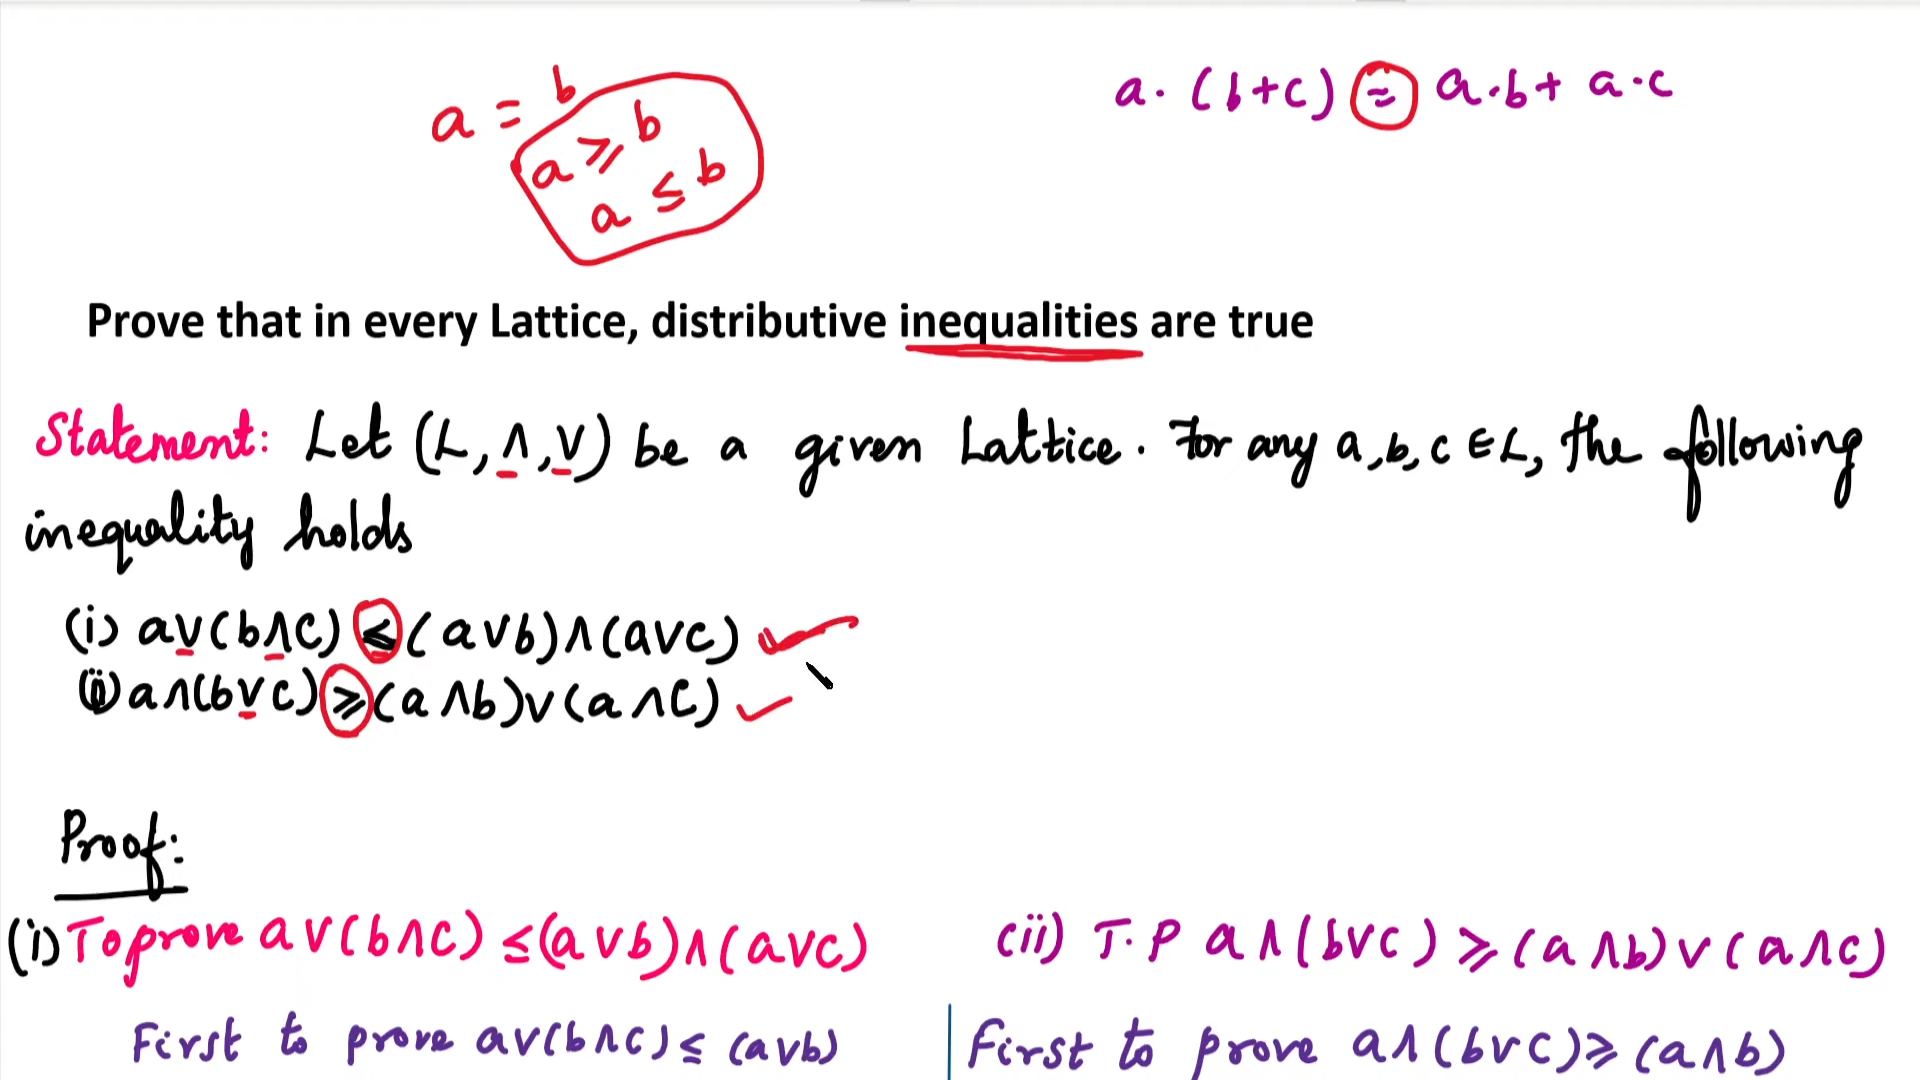 a = b
a ≥ b
a ≤ b
a · (b+c) = a·b + a·c
Prove that in every Lattice, distributive inequalities are true
Statement: Let (L, ∧, ∨) be a given Lattice. For any a, b, c ∈ L, the following
inequality holds
(i) a∨(b∧c) ≤ (a∨b)∧(a∨c)
(ii) a∧(b∨c) ≥ (a∧b)∨(a∧c)
Proof:
(i) To prove a∨(b∧c) ≤ (a∨b)∧(a∨c)
(ii) T.P a∧(b∨c) ≥ (a∧b)∨(a∧c)
First to prove a∨(b∧c) ≤ (a∨b)
First to prove a∧(b∨c) ≥ (a∧b)